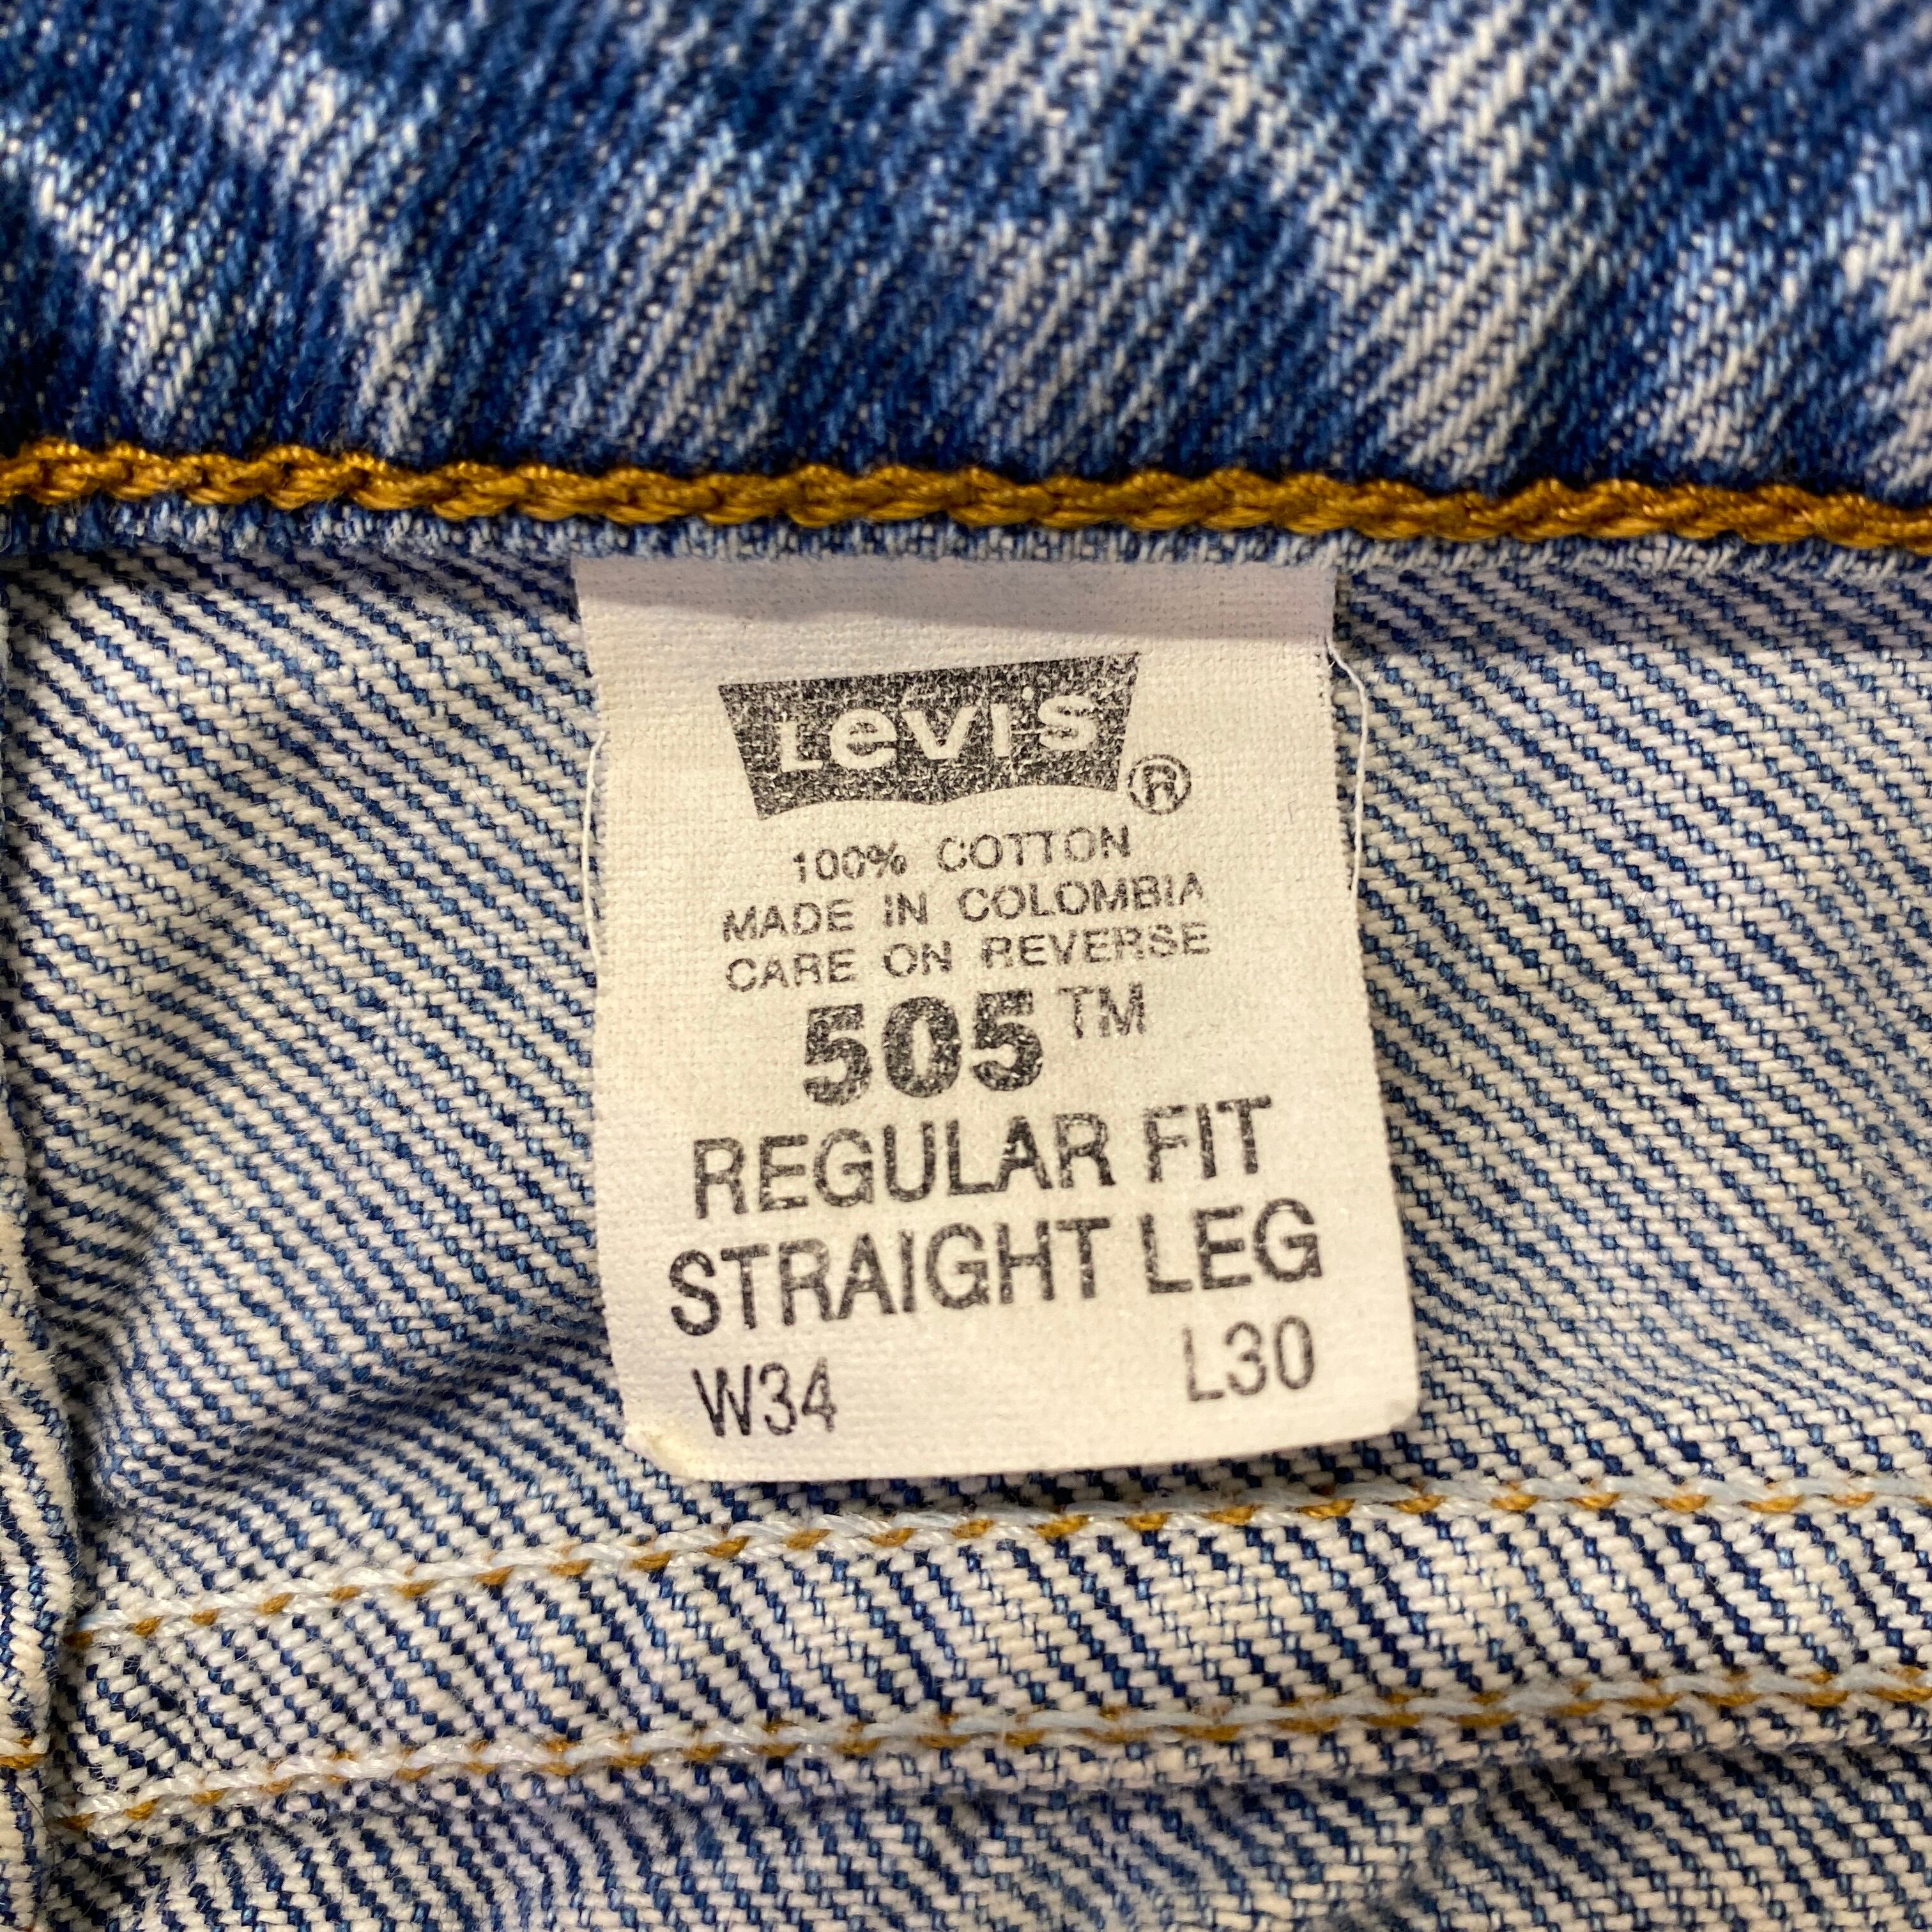 Levi's ®
100% COTTON
MADE IN COLOMBIA
CARE ON REVERSE
505™
REGULAR FIT
STRAIGHT LEG
W34 L30